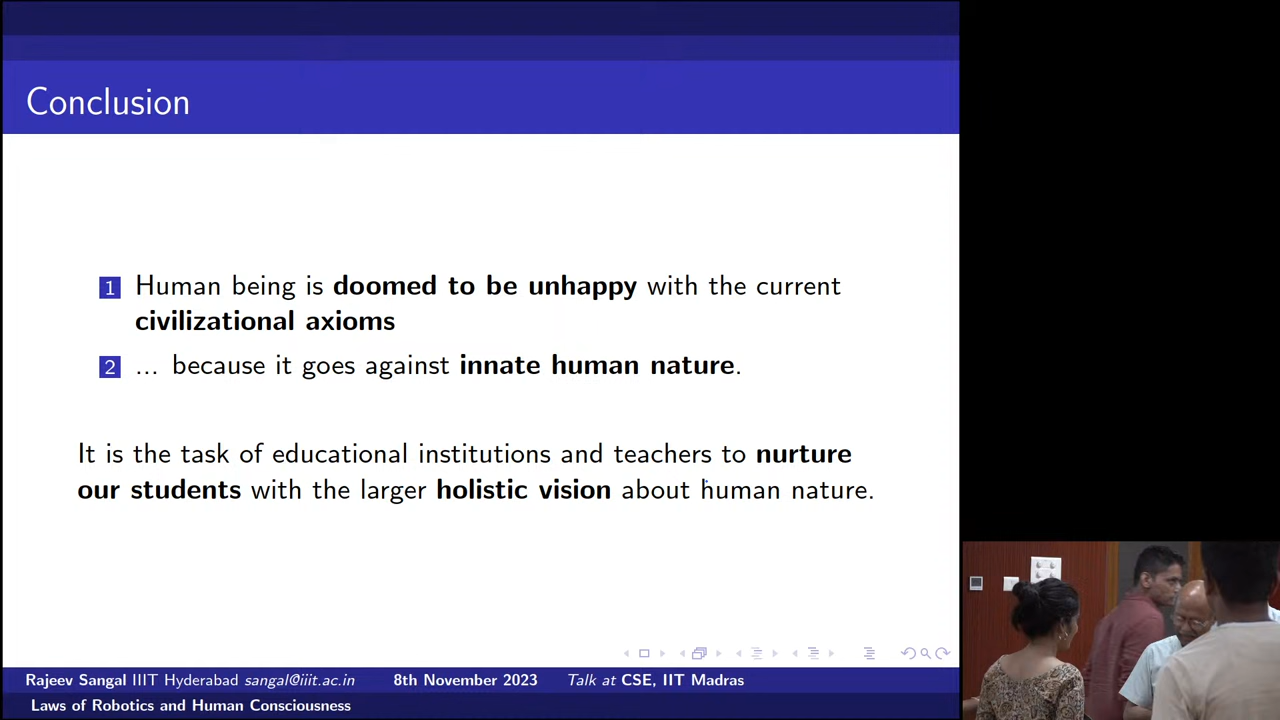 Conclusion
1 Human being is doomed to be unhappy with the current
civilizational axioms
2 ... because it goes against innate human nature.
It is the task of educational institutions and teachers to nurture
our students with the larger holistic vision about human nature.
Rajeev Sangal IIIT Hyderabad sangal@iiit.ac.in 8th November 2023 Talk at CSE, IIT Madras
Laws of Robotics and Human Consciousness